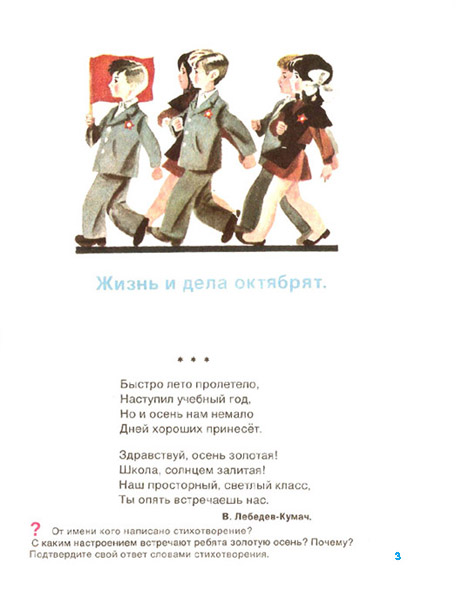 Жизнь и дела октябрят.
* * *
Быстро лето пролетело,
Наступил учебный год,
Но и осень нам немало
Дней хороших принесёт.
Здравствуй, осень золотая!
Школа, солнцем залитая!
Наш просторный, светлый класс,
Ты опять встречаешь нас.
В. Лебедев-Кумач.
? От имени кого написано стихотворение?
С каким настроением встречают ребята золотую осень? Почему?
Подтвердите свой ответ словами стихотворения.
3